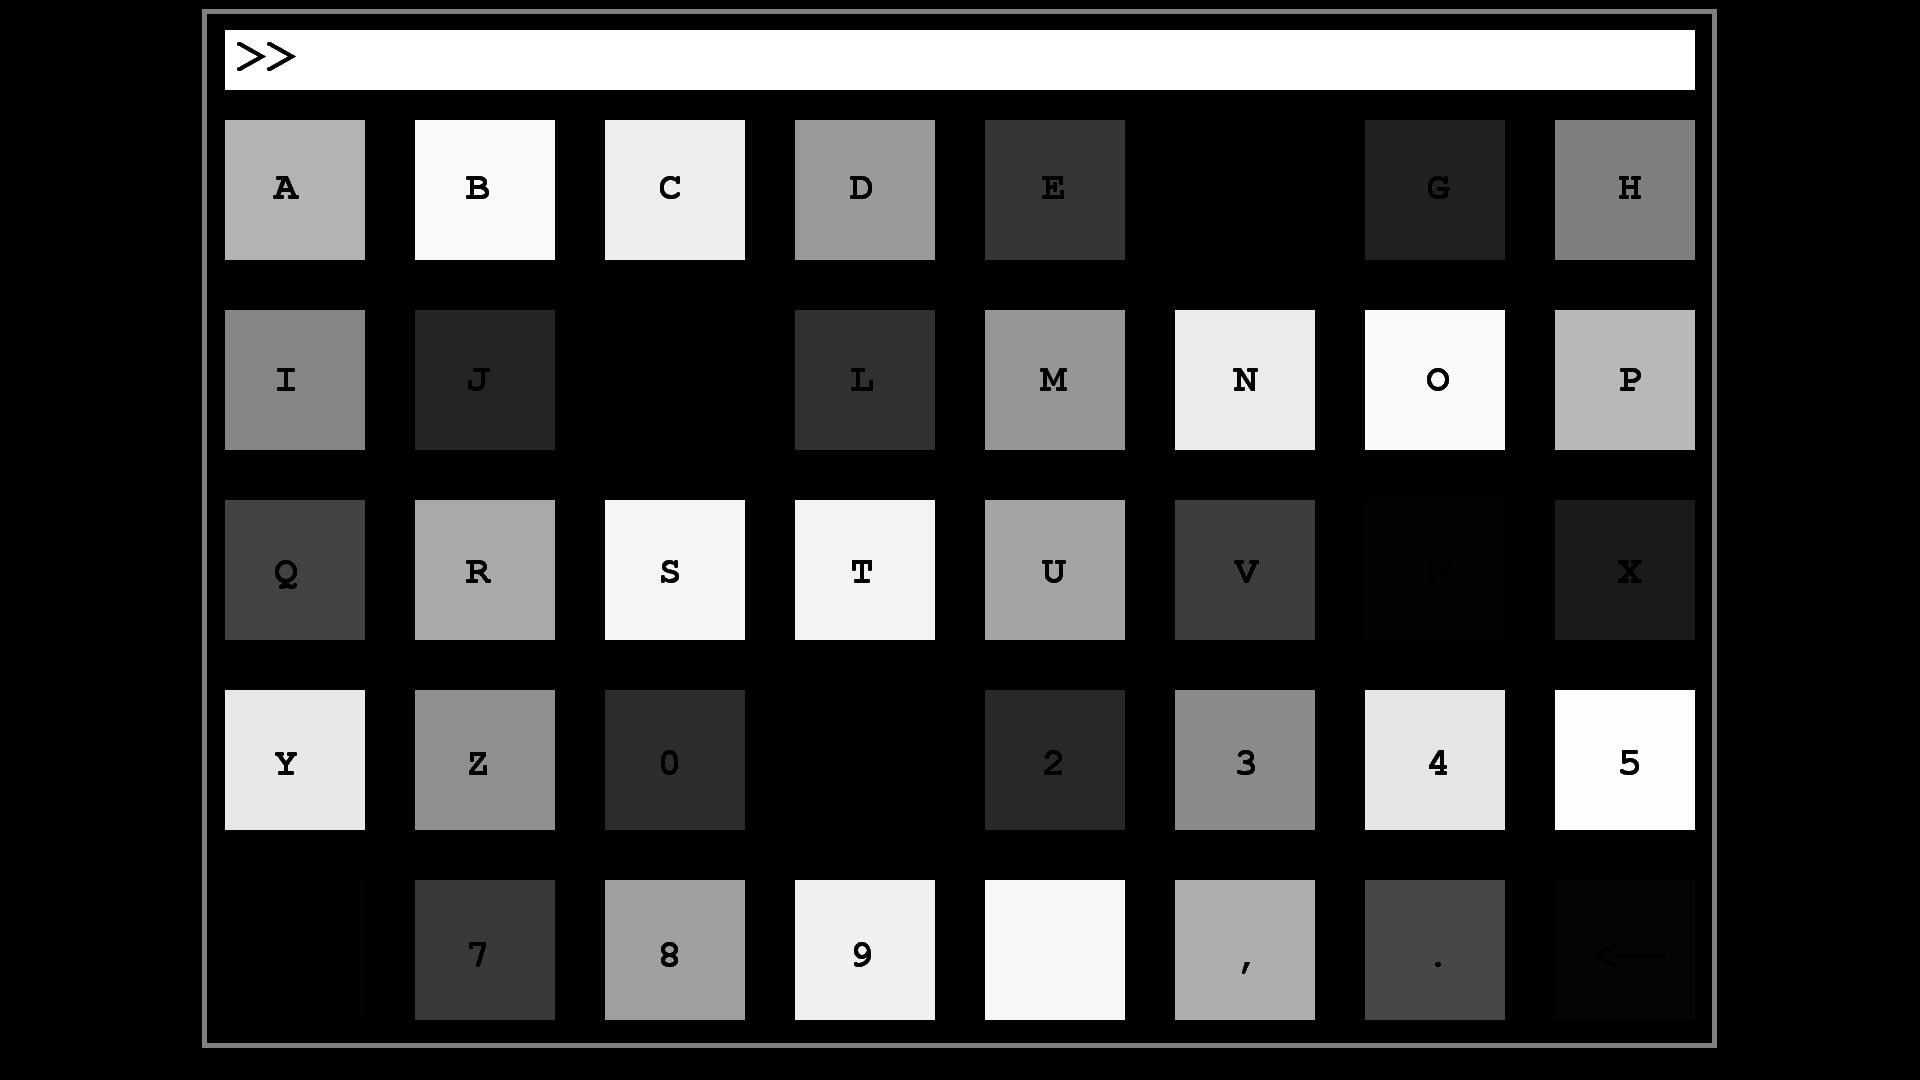 >>
A B C D E G H
I J L M N O P
Q R S T U V W X
Y Z 0 2 3 4 5
7 8 9 , . <—